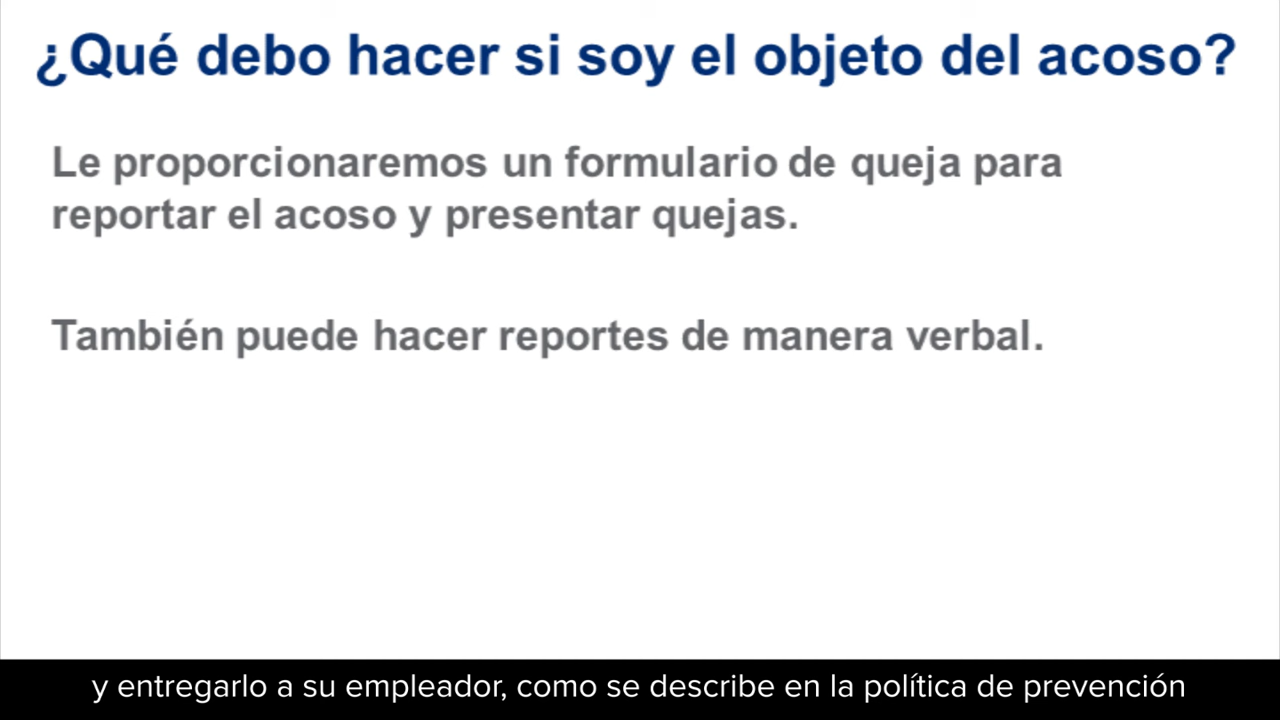 ¿Qué debo hacer si soy el objeto del acoso?
Le proporcionaremos un formulario de queja para
reportar el acoso y presentar quejas.
También puede hacer reportes de manera verbal.
y entregarlo a su empleador, como se describe en la política de prevención